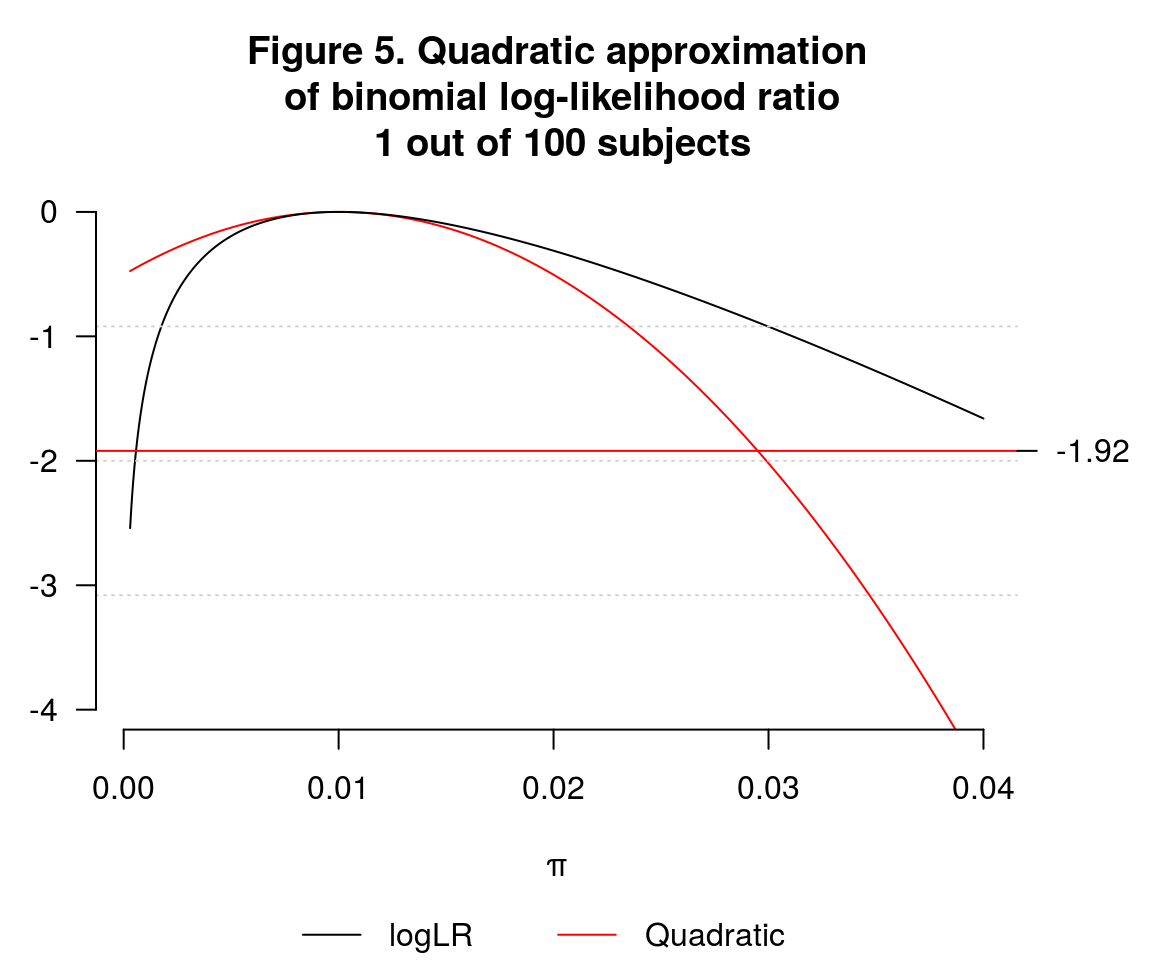 Figure 5. Quadratic approximation
of binomial log-likelihood ratio
1 out of 100 subjects
0
-1
-1.92
-2
-3
-4
0.00 0.01 0.02 0.03 0.04
π
logLR Quadratic